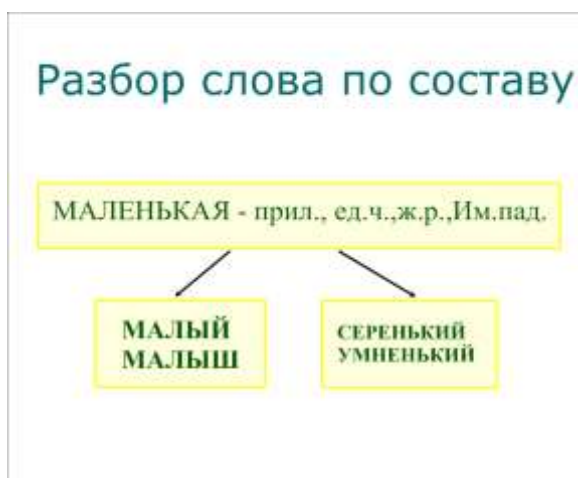 Разбор слова по составу
МАЛЕНЬКАЯ - прил., ед.ч.,ж.р.,Им.пад.
МАЛЫЙ
МАЛЫШ
СЕРЕНЬКИЙ
УМНЕНЬКИЙ